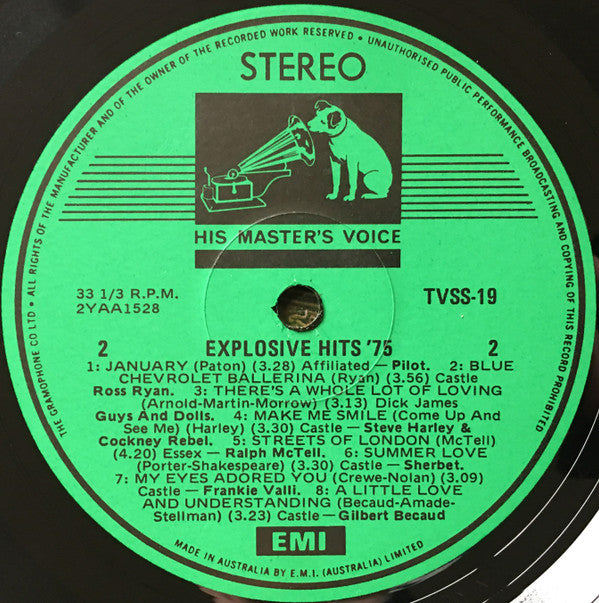 THE GRAMOPHONE CO LTD • ALL RIGHTS OF THE MANUFACTURER AND OF THE OWNER OF THE RECORDED WORK RESERVED • UNAUTHORISED PUBLIC PERFORMANCE BROADCASTING AND COPYING OF THIS RECORD PROHIBITED
STEREO
HIS MASTER'S VOICE
33 1/3 R.P.M.
2YAA1528
TVSS-19
2 EXPLOSIVE HITS '75 2
1: JANUARY (Paton) (3.28) Affiliated — Pilot. 2: BLUE
CHEVROLET BALLERINA (Ryan) (3.56) Castle
Ross Ryan. 3: THERE'S A WHOLE LOT OF LOVING
(Arnold-Martin-Morrow) (3.13) Dick James
Guys And Dolls. 4: MAKE ME SMILE (Come Up And
See Me) (Harley) (3.30) Castle — Steve Harley &
Cockney Rebel. 5: STREETS OF LONDON (McTell)
(4.20) Essex — Ralph McTell. 6: SUMMER LOVE
(Porter-Shakespeare) (3.30) Castle — Sherbet.
7: MY EYES ADORED YOU (Crewe-Nolan) (3.09)
Castle — Frankie Valli. 8: A LITTLE LOVE
AND UNDERSTANDING (Becaud-Amade-
Stellman) (3.23) Castle — Gilbert Becaud
EMI
MADE IN AUSTRALIA BY E.M.I. (AUSTRALIA) LIMITED